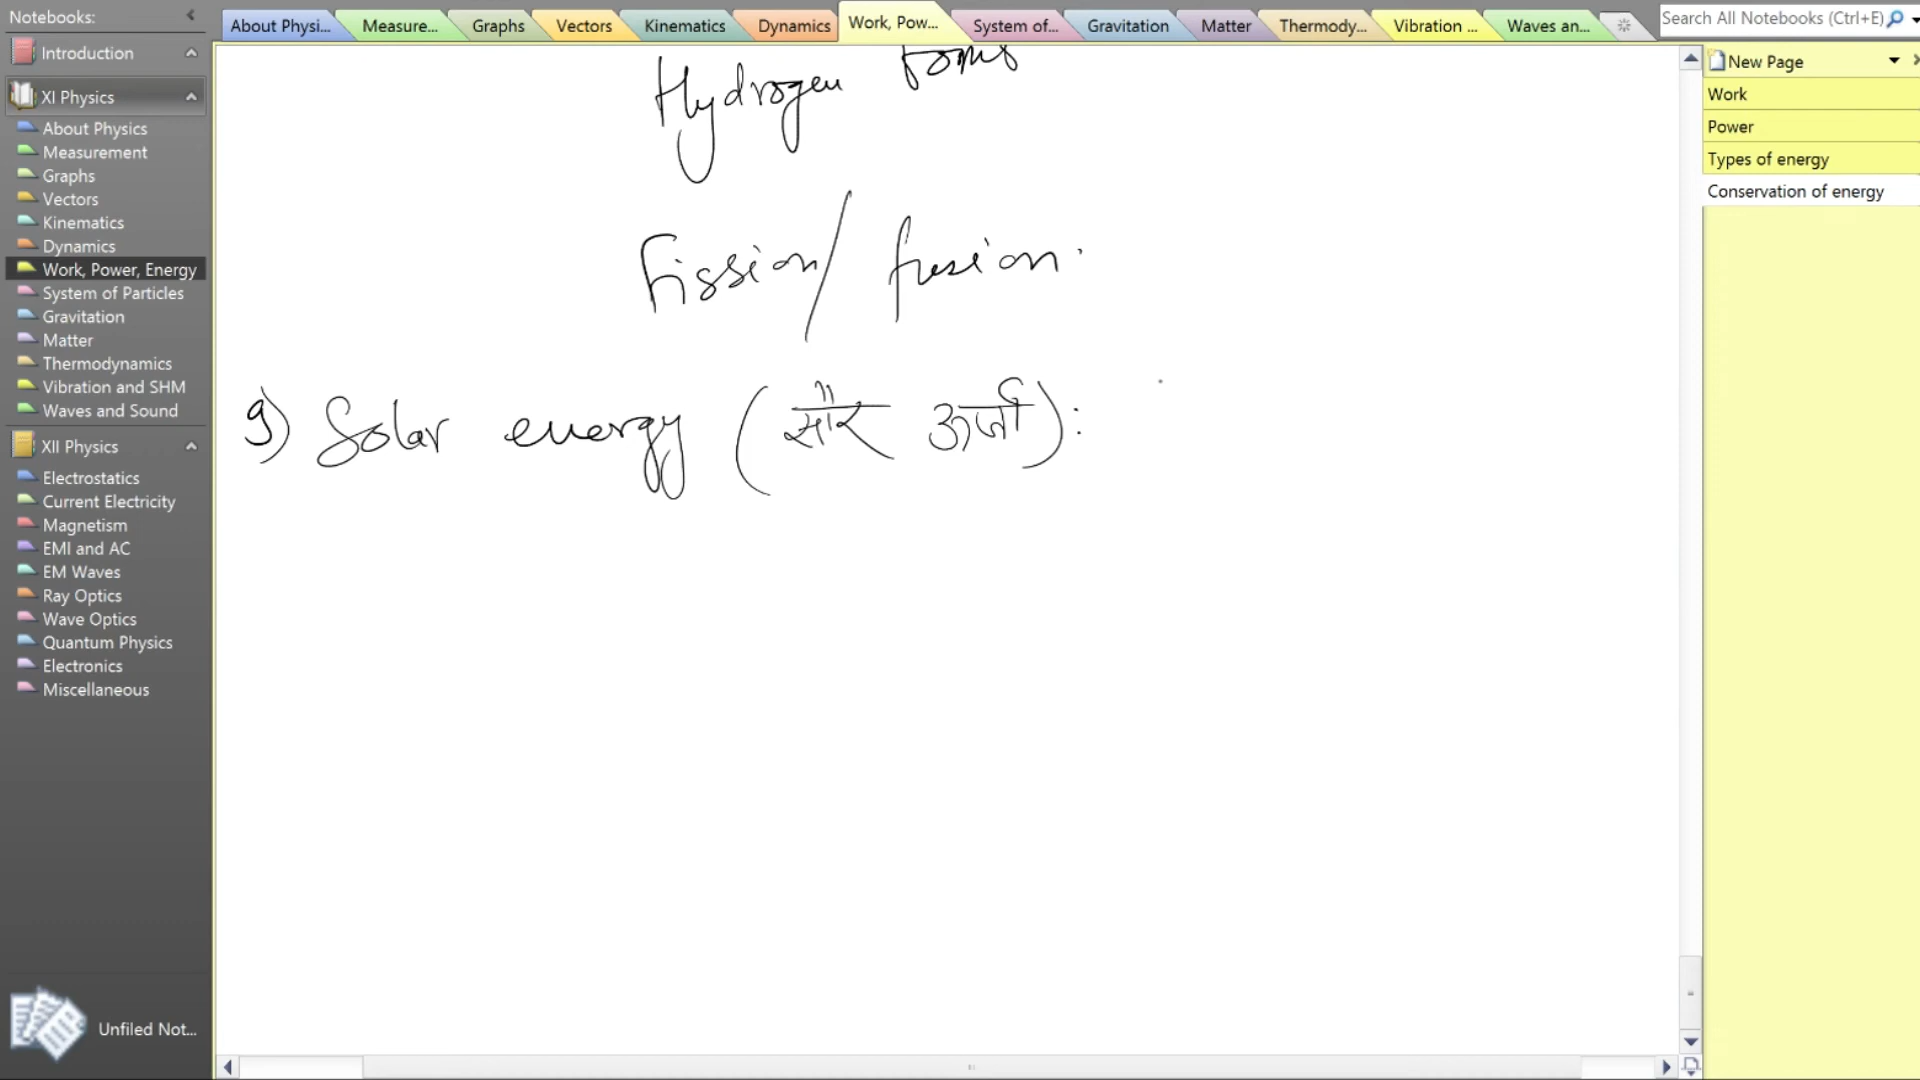 Notebooks:
Introduction
XI Physics
About Physics
Measurement
Graphs
Vectors
Kinematics
Dynamics
Work, Power, Energy
System of Particles
Gravitation
Matter
Thermodynamics
Vibration and SHM
Waves and Sound
XII Physics
Electrostatics
Current Electricity
Magnetism
EMI and AC
EM Waves
Ray Optics
Wave Optics
Quantum Physics
Electronics
Miscellaneous
Unfiled Not...
About Physi... Measure... Graphs Vectors Kinematics Dynamics Work, Pow... System of... Gravitation Matter Thermody... Vibration ... Waves an...
Search All Notebooks (Ctrl+E)
Hydrogen
Fission/ fusion.
9) Solar energy (सौर ऊर्जा):
New Page
Work
Power
Types of energy
Conservation of energy